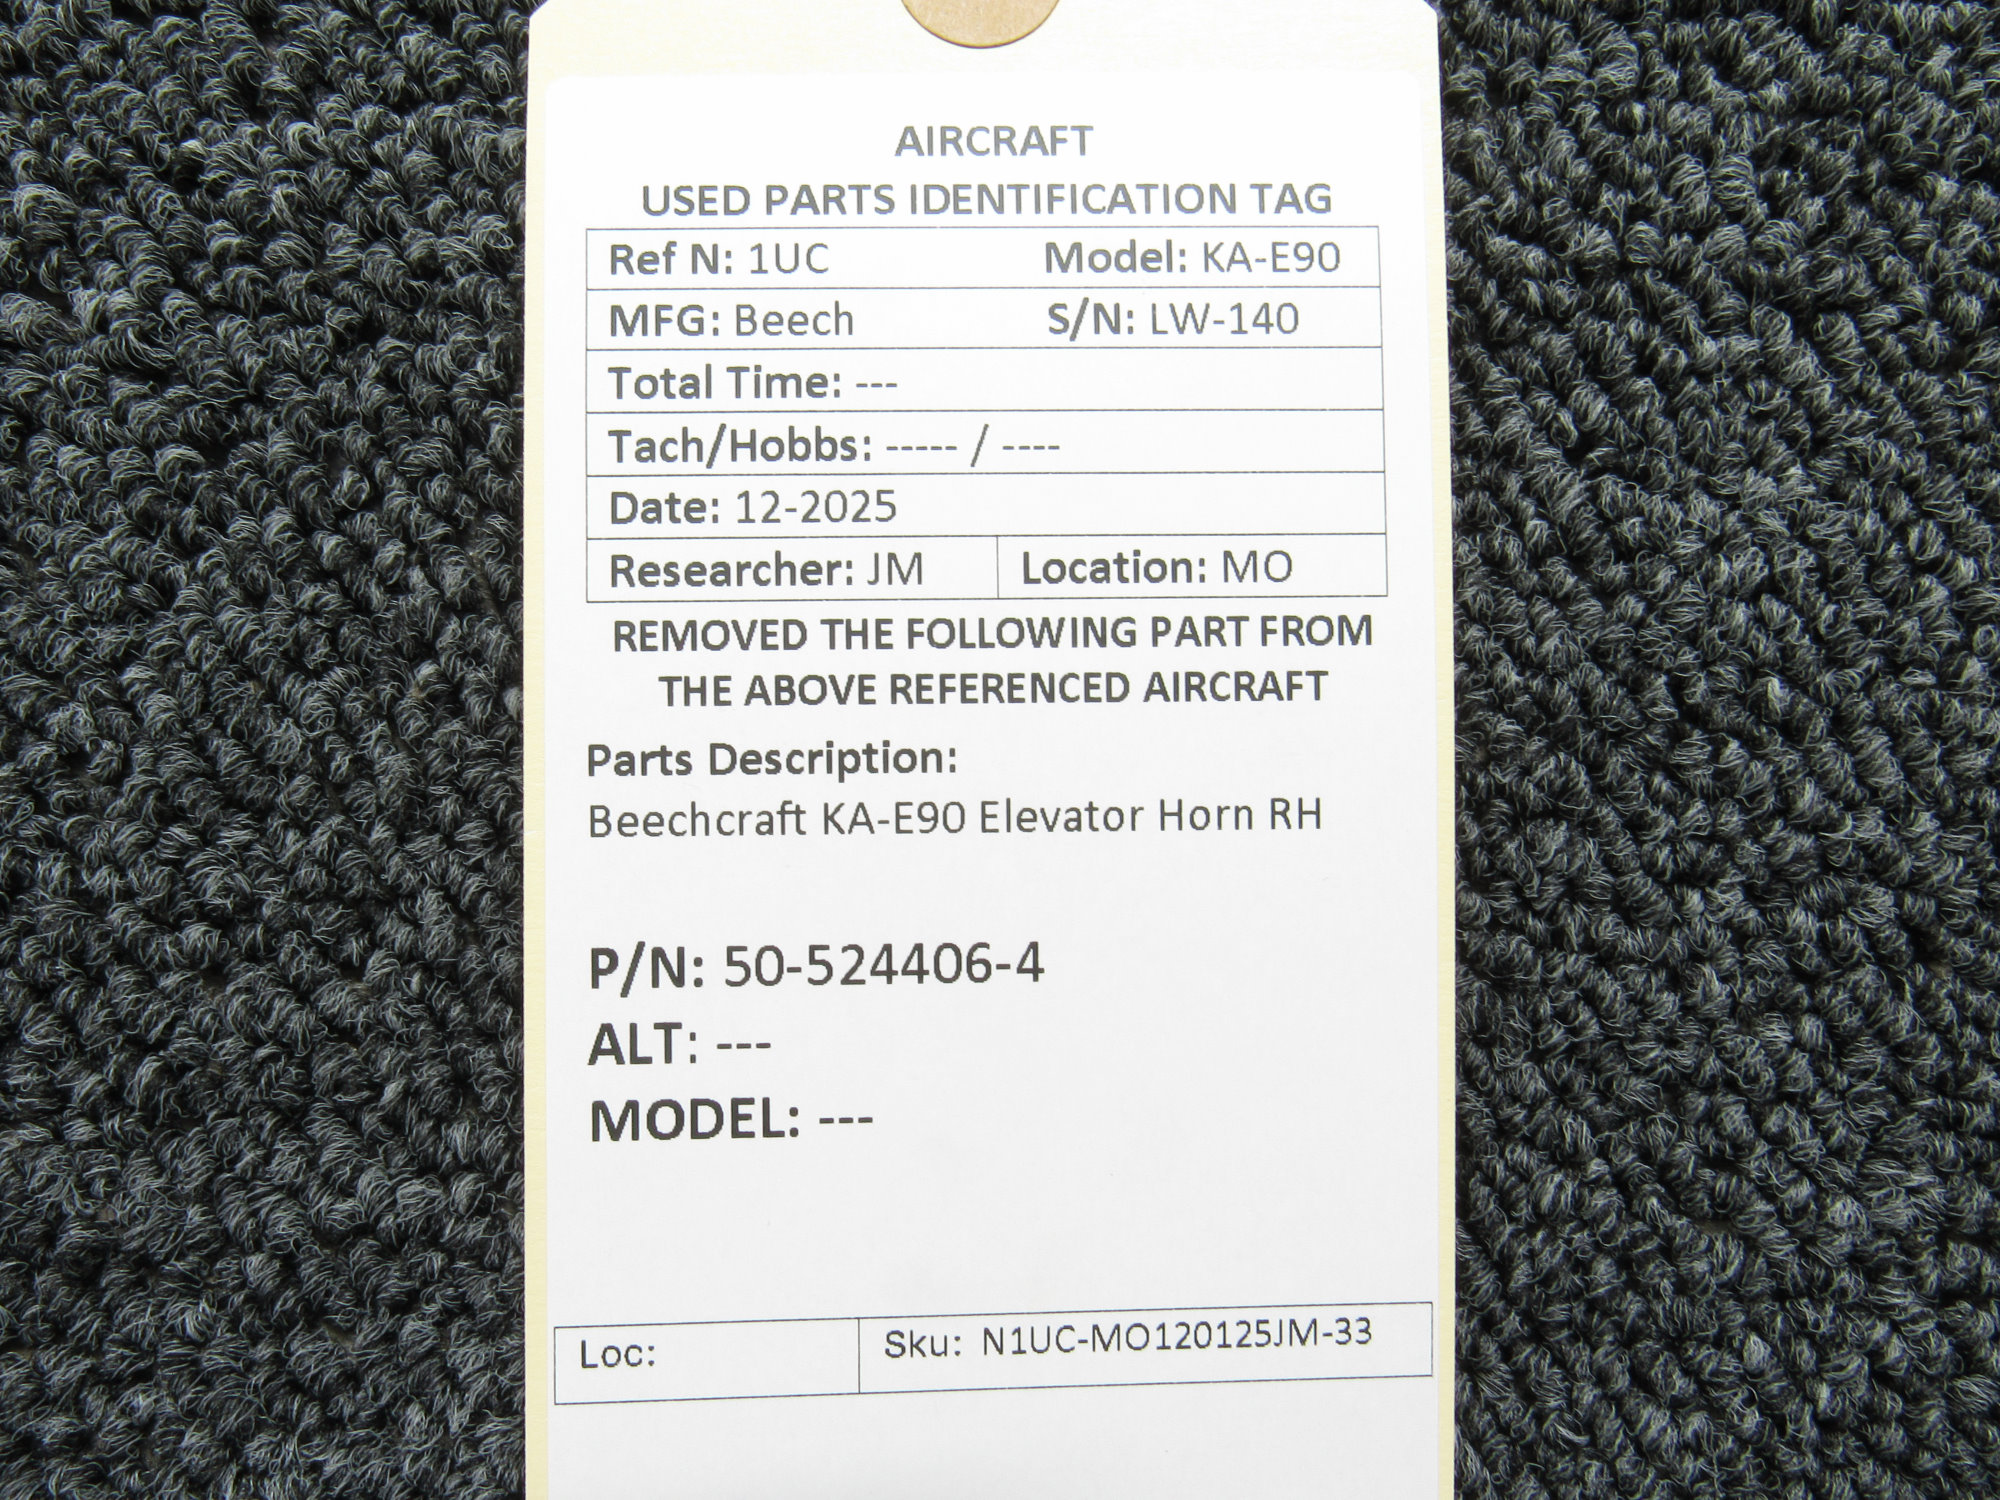 AIRCRAFT
USED PARTS IDENTIFICATION TAG
Ref N: 1UC Model: KA-E90
MFG: Beech S/N: LW-140
Total Time: ---
Tach/Hobbs: ----- / ----
Date: 12-2025
Researcher: JM Location: MO
REMOVED THE FOLLOWING PART FROM
THE ABOVE REFERENCED AIRCRAFT
Parts Description:
Beechcraft KA-E90 Elevator Horn RH
P/N: 50-524406-4
ALT: ---
MODEL: ---
Loc: Sku: N1UC-MO120125JM-33